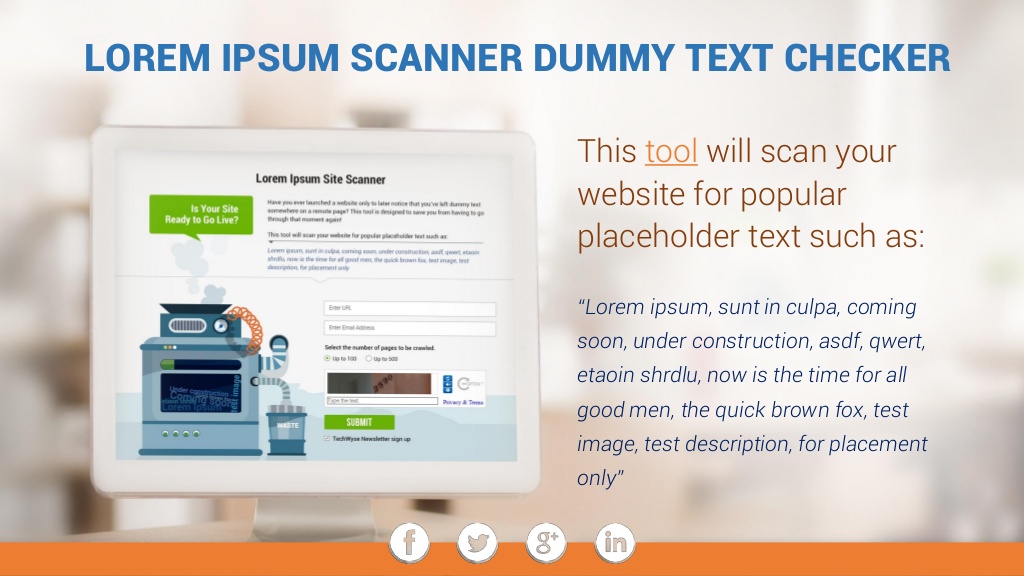 LOREM IPSUM SCANNER DUMMY TEXT CHECKER
Lorem Ipsum Site Scanner
Is Your Site
Ready to Go Live?
Have you ever launched a website only to later notice that you've left dummy text
somewhere on a remote page? This tool is designed to save you from having to go
through that moment again!
This tool will scan your website for popular placeholder text such as:
Lorem ipsum, sunt in culpa, coming soon, under construction, asdf, qwert, etaoin
shrdlu, now is the time for all good men, the quick brown fox, test image, test
description, for placement only
Enter URL
Enter Email Address
Select the number of pages to be crawled.
Up to 100 Up to 500
Type the text
Privacy & Terms
SUBMIT
TechWyse Newsletter sign up
Under construction
Coming soon
Lorem Ipsum
test image
WASTE
This tool will scan your
website for popular
placeholder text such as:
“Lorem ipsum, sunt in culpa, coming
soon, under construction, asdf, qwert,
etaoin shrdlu, now is the time for all
good men, the quick brown fox, test
image, test description, for placement
only”
f
g+
in